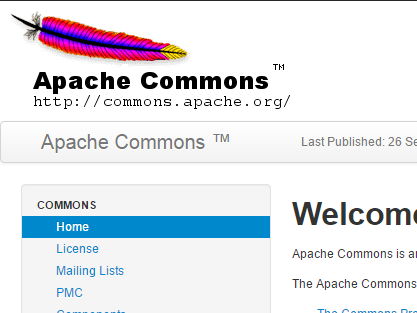 Apache Commons™
http://commons.apache.org/
Apache Commons ™
Last Published: 26 Se
COMMONS
Home
License
Mailing Lists
PMC
Components
Welcome
Apache Commons is a
The Apache Commons
The Commons Pro